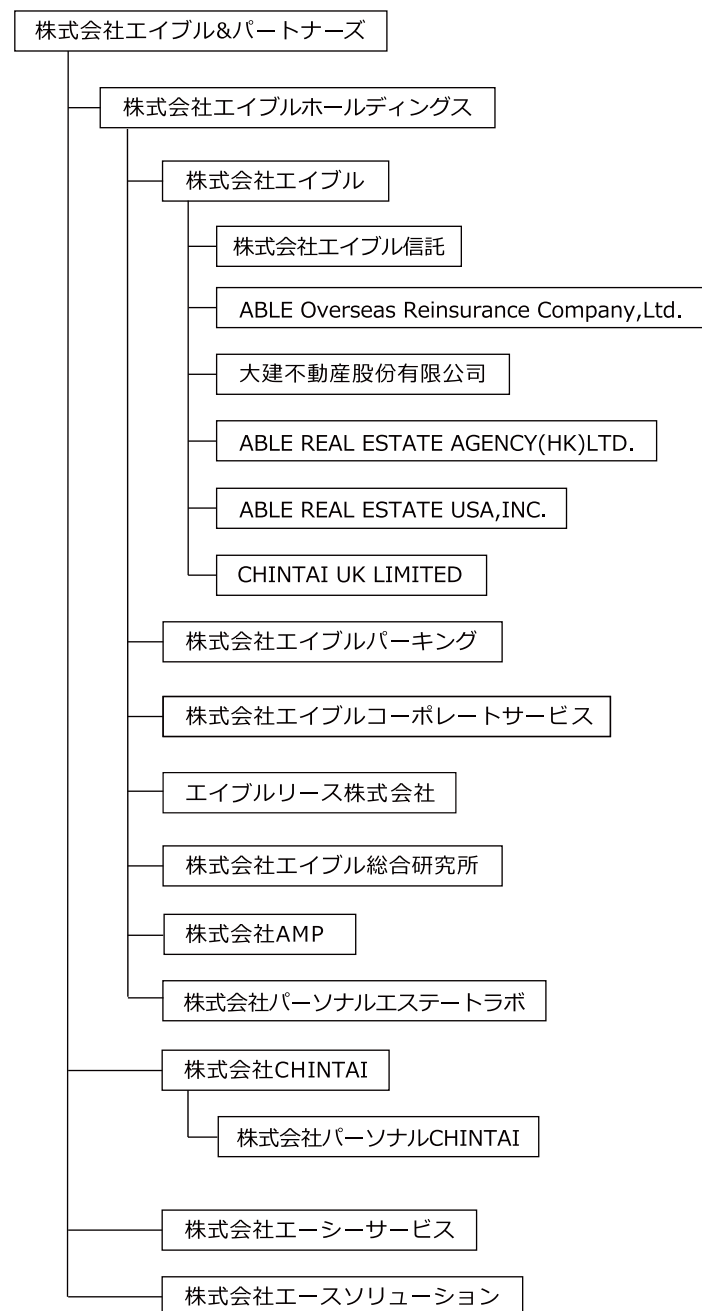 株式会社エイブル&パートナーズ
株式会社エイブルホールディングス
株式会社エイブル
株式会社エイブル信託
ABLE Overseas Reinsurance Company,Ltd.
大建不動産股份有限公司
ABLE REAL ESTATE AGENCY(HK)LTD.
ABLE REAL ESTATE USA,INC.
CHINTAI UK LIMITED
株式会社エイブルパーキング
株式会社エイブルコーポレートサービス
エイブルリース株式会社
株式会社エイブル総合研究所
株式会社AMP
株式会社パーソナルエステートラボ
株式会社CHINTAI
株式会社パーソナルCHINTAI
株式会社エーシーサービス
株式会社エースソリューション